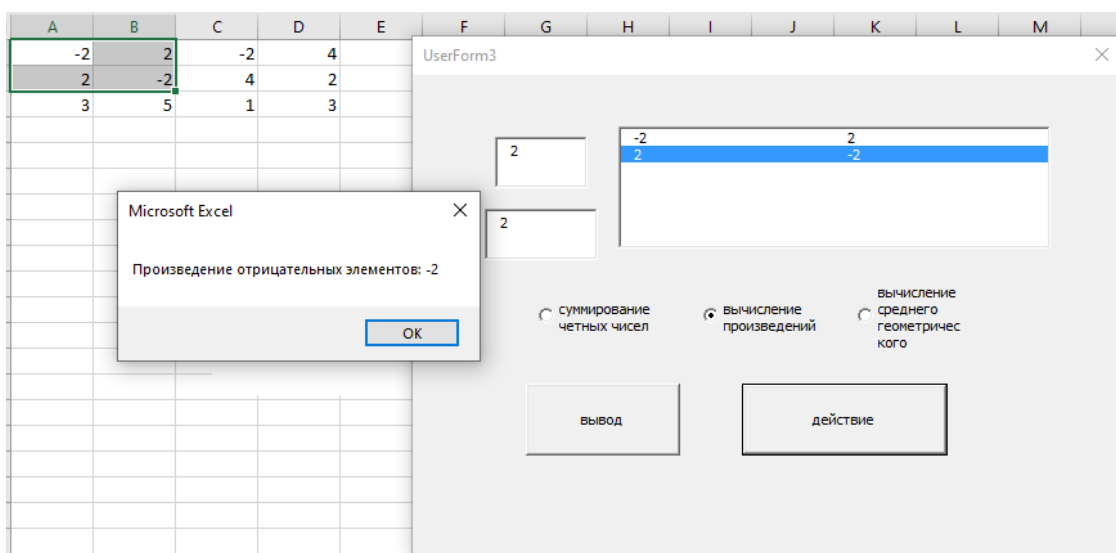 A B C D E F G H I J K L M
-2 2 -2 4
2 -2 4 2
3 5 1 3
UserForm3
2
2
-2 2
2 -2
Microsoft Excel
Произведение отрицательных элементов: -2
OK
суммирование
четных чисел
вычисление
произведений
вычисление
среднего
геометричес
кого
вывод
действие